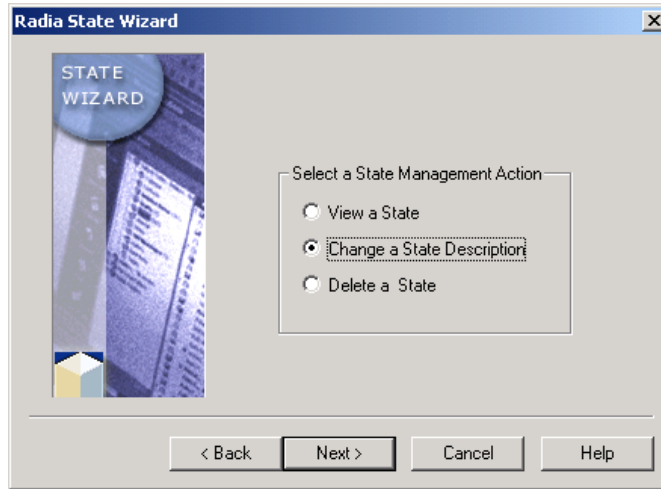 Radia State Wizard
STATE
WIZARD
Select a State Management Action
View a State
Change a State Description
Delete a State
< Back
Next >
Cancel
Help